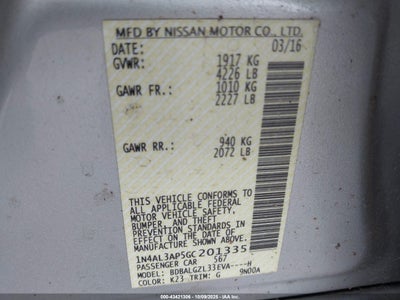 MFD BY NISSAN MOTOR CO., LTD.
DATE: 03/16
GVWR: 1917 KG
4226 LB
GAWR FR.: 1010 KG
2227 LB
GAWR RR.: 940 KG
2072 LB
THIS VEHICLE CONFORMS TO
ALL APPLICABLE FEDERAL
MOTOR VEHICLE SAFETY,
BUMPER, AND THEFT
PREVENTION STANDARDS IN
EFFECT ON THE DATE OF
MANUFACTURE SHOWN ABOVE.
1N4AL3AP5GC201335
PASSENGER CAR 567
MODEL: BDBALGZL33EVA----H
COLOR: K23 TRIM: G 9N00A
© 43421306 - 10/09/2025 - IAAI.COM